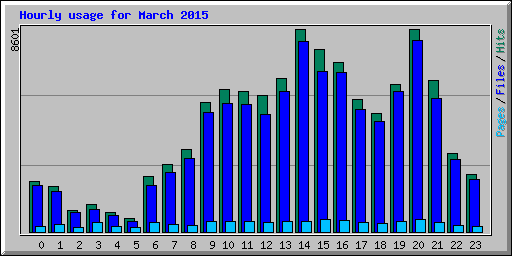 Hourly usage for March 2015
8601
Pages / Files / Hits
0 1 2 3 4 5 6 7 8 9 10 11 12 13 14 15 16 17 18 19 20 21 22 23